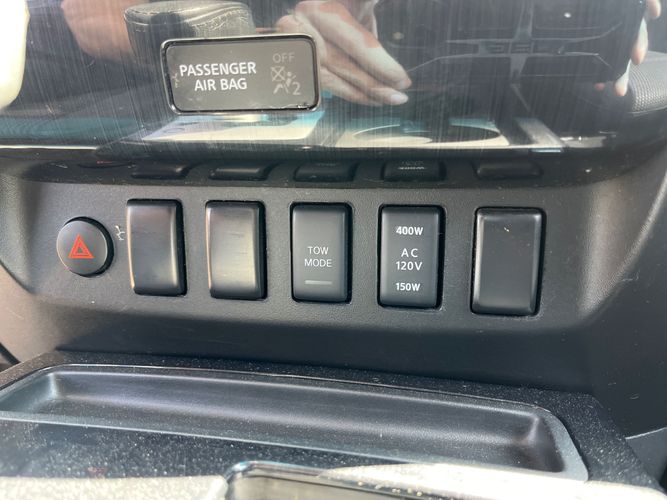 PASSENGER
AIR BAG
OFF
2
TOW
MODE
400W
AC
120V
150W